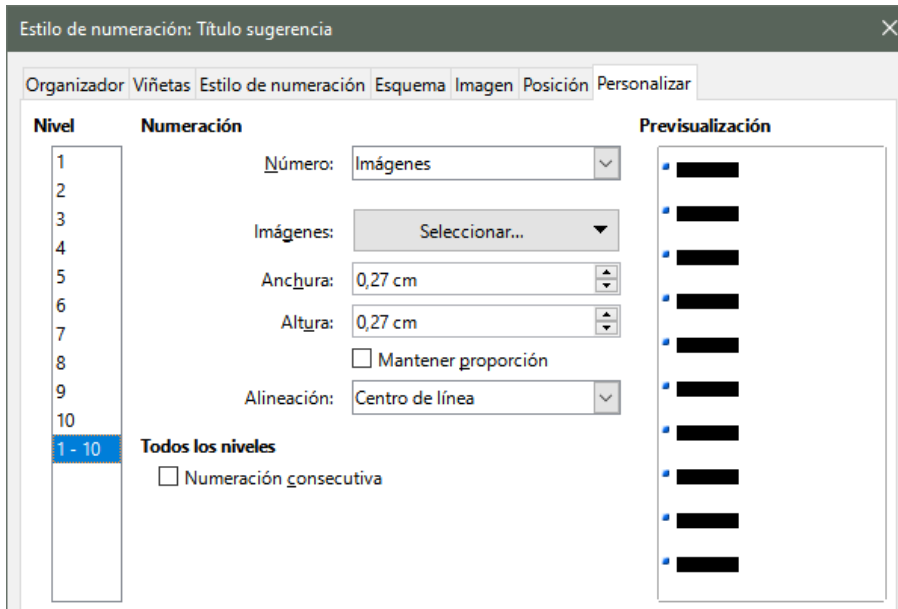 Estilo de numeración: Título sugerencia
Organizador Viñetas Estilo de numeración Esquema Imagen Posición Personalizar
Nivel Numeración Previsualización
1 Número: Imágenes
2
3 Imágenes: Seleccionar...
4
5 Anchura: 0,27 cm
6 Altura: 0,27 cm
7
8 Mantener proporción
9 Alineación: Centro de línea
10
1 - 10 Todos los niveles
Numeración consecutiva